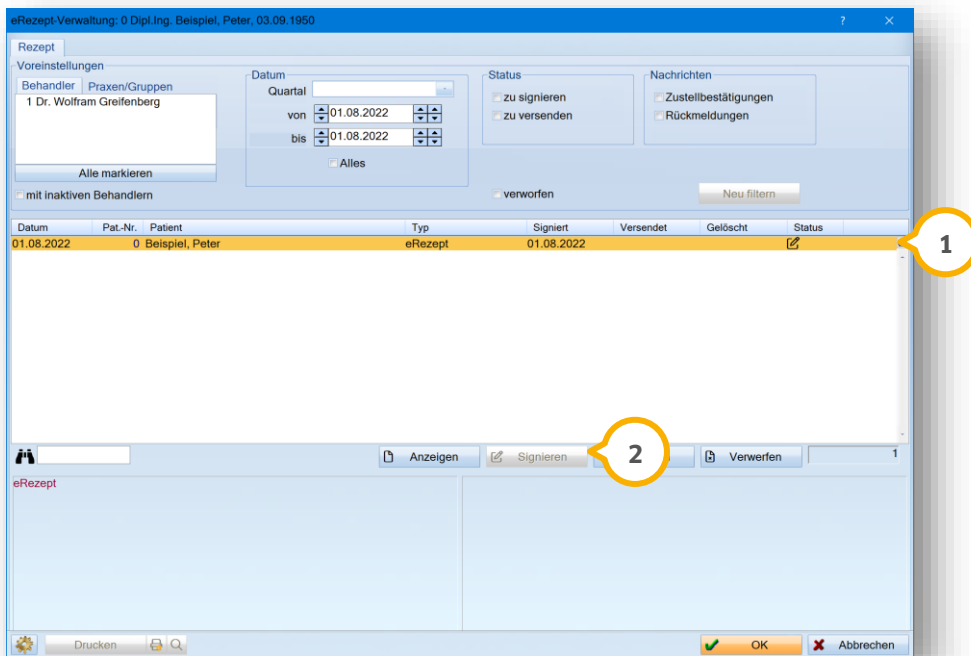 eRezept-Verwaltung: 0 Dipl.Ing. Beispiel, Peter, 03.09.1950 ?
Rezept
Voreinstellungen
Behandler Praxen/Gruppen
1 Dr. Wolfram Greifenberg
Alle markieren
mit inaktiven Behandlern
Datum
Quartal
von 01.08.2022
bis 01.08.2022
Alles
Status
zu signieren
zu versenden
verworfen
Nachrichten
Zustellbestätigungen
Rückmeldungen
Neu filtern
Datum Pat.-Nr. Patient Typ Signiert Versendet Gelöscht Status
01.08.2022 0 Beispiel, Peter eRezept 01.08.2022
1
Anzeigen Signieren 2 Verwerfen 1
eRezept
Drucken OK Abbrechen